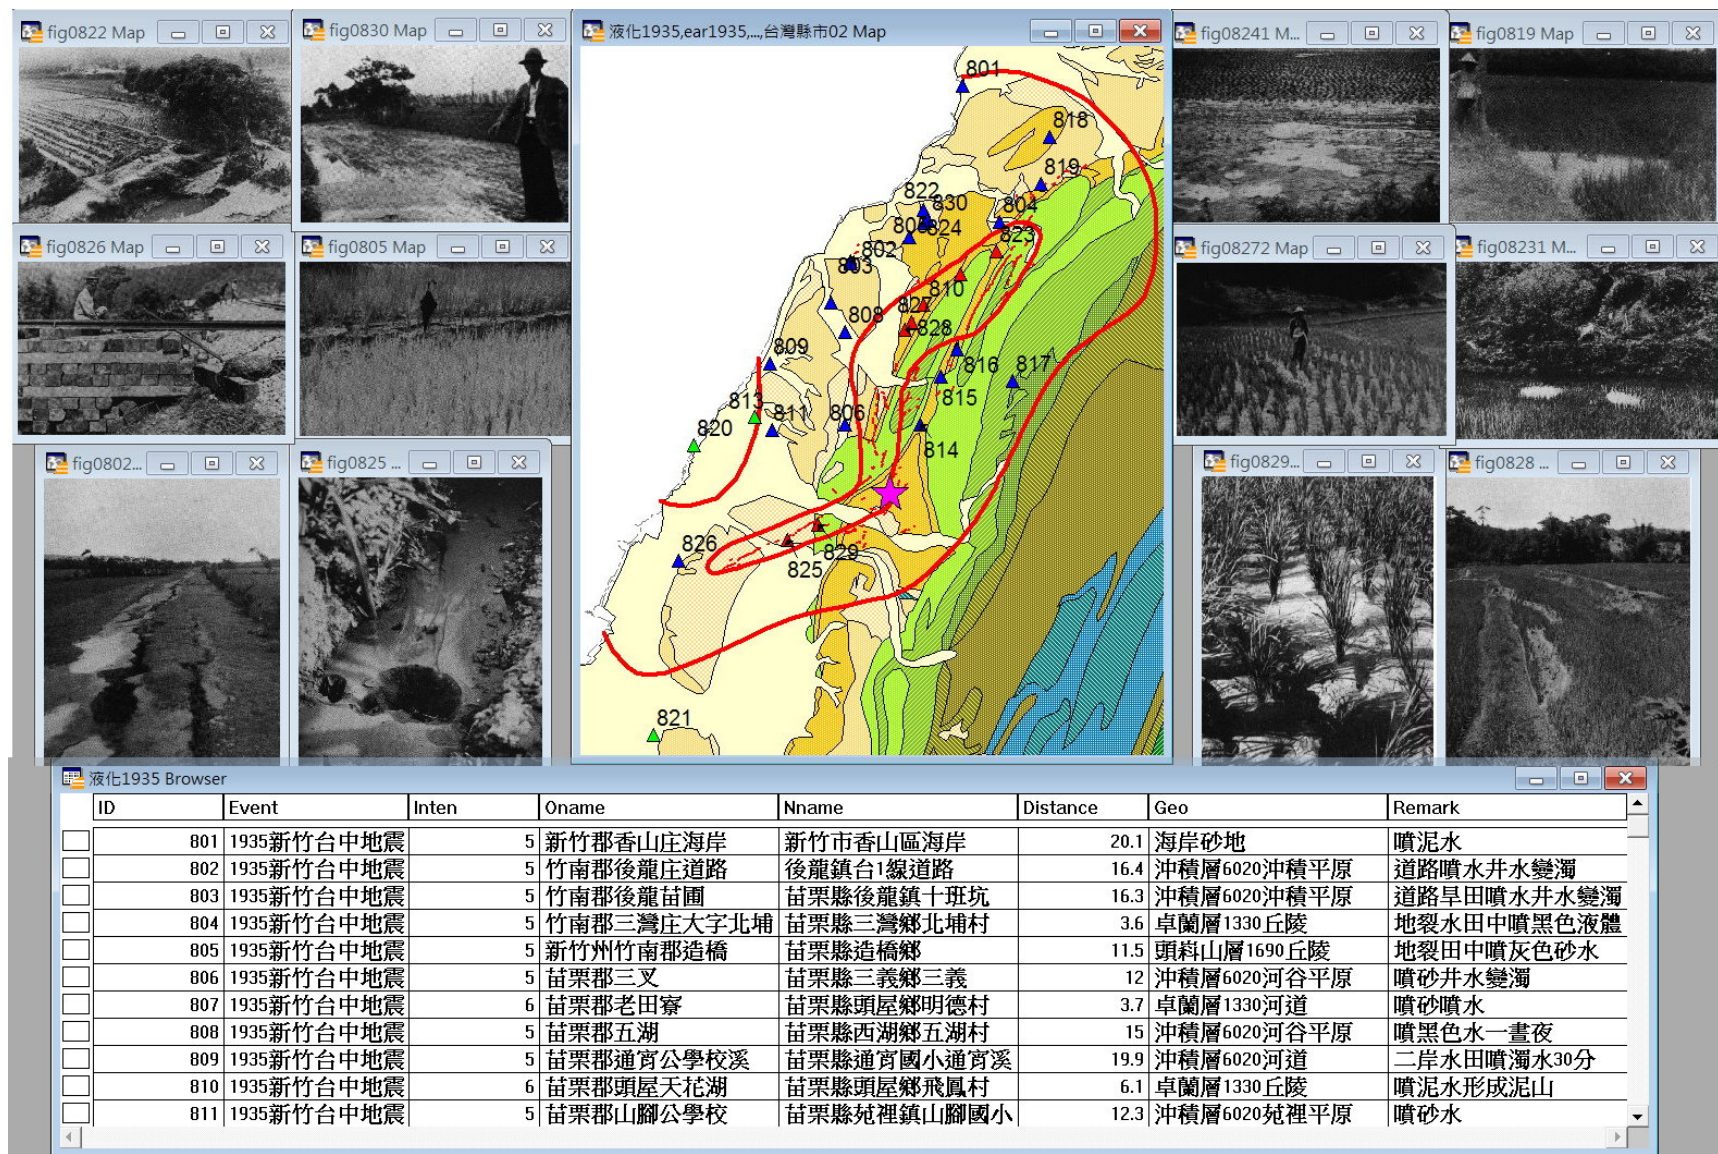 fig0822 Map
fig0830 Map
液化1935,ear1935,...,台灣縣市02 Map
fig08241 M...
fig0819 Map
fig0826 Map
fig0805 Map
fig08272 Map
fig08231 M...
fig0802...
fig0825 ...
fig0829...
fig0828 ...
801
818
819
822
830
804
824
823
802
803
810
827
828
808
809
816
817
815
813
811
806
820
814
826
829
825
821
液化1935 Browser
ID Event Inten Oname Nname Distance Geo Remark
801 1935新竹台中地震 5 新竹郡香山庄海岸 新竹市香山區海岸 20.1 海岸砂地 噴泥水
802 1935新竹台中地震 5 竹南郡後龍庄道路 後龍鎮台1線道路 16.4 沖積層6020沖積平原 道路噴水井水變濁
803 1935新竹台中地震 5 竹南郡後龍苗圃 苗栗縣後龍鎮十班坑 16.3 沖積層6020沖積平原 道路旱田噴水井水變濁
804 1935新竹台中地震 5 竹南郡三灣庄大字北埔 苗栗縣三灣鄉北埔村 3.6 卓蘭層1330丘陵 地裂水田中噴黑色液體
805 1935新竹台中地震 5 新竹州竹南郡造橋 苗栗縣造橋鄉 11.5 頭嵙山層1690丘陵 地裂田中噴灰色砂水
806 1935新竹台中地震 5 苗栗郡三叉 苗栗縣三義鄉三義 12 沖積層6020河谷平原 噴砂井水變濁
807 1935新竹台中地震 6 苗栗郡老田寮 苗栗縣頭屋鄉明德村 3.7 卓蘭層1330河道 噴砂噴水
808 1935新竹台中地震 5 苗栗郡五湖 苗栗縣西湖鄉五湖村 15 沖積層6020河谷平原 噴黑色水一晝夜
809 1935新竹台中地震 5 苗栗郡通宵公學校溪 苗栗縣通宵國小通宵溪 19.9 沖積層6020河道 二岸水田噴濁水30分
810 1935新竹台中地震 6 苗栗郡頭屋天花湖 苗栗縣頭屋鄉飛鳳村 6.1 卓蘭層1330丘陵 噴泥水形成泥山
811 1935新竹台中地震 5 苗栗郡山腳公學校 苗栗縣苑裡鎮山腳國小 12.3 沖積層6020苑裡平原 噴砂水